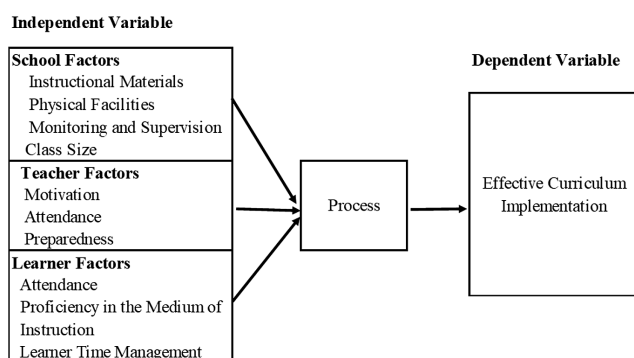 Independent Variable
School Factors
Instructional Materials
Physical Facilities
Monitoring and Supervision
Class Size
Teacher Factors
Motivation
Attendance
Preparedness
Learner Factors
Attendance
Proficiency in the Medium of
Instruction
Learner Time Management
Process
Dependent Variable
Effective Curriculum
Implementation